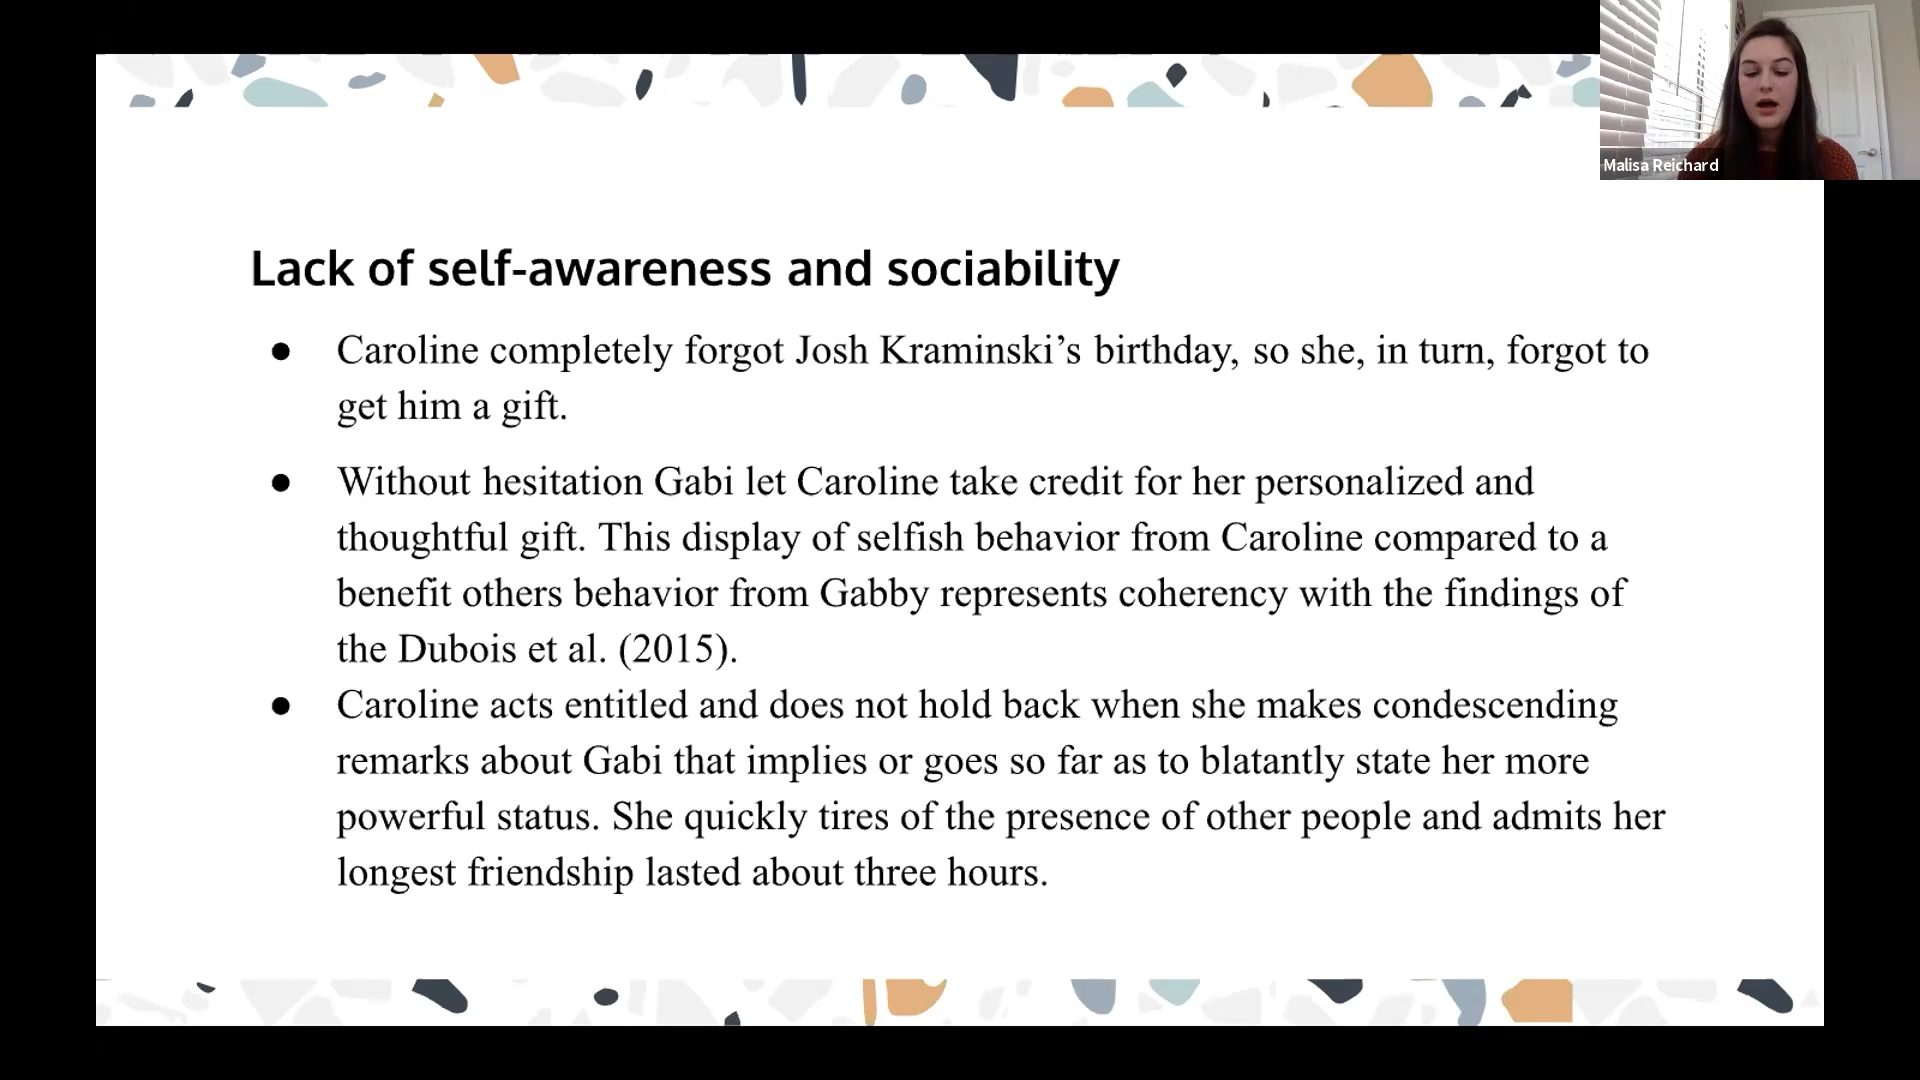 Malisa Reichard
Lack of self-awareness and sociability
● Caroline completely forgot Josh Kraminski’s birthday, so she, in turn, forgot to
get him a gift.
● Without hesitation Gabi let Caroline take credit for her personalized and
thoughtful gift. This display of selfish behavior from Caroline compared to a
benefit others behavior from Gabby represents coherency with the findings of
the Dubois et al. (2015).
● Caroline acts entitled and does not hold back when she makes condescending
remarks about Gabi that implies or goes so far as to blatantly state her more
powerful status. She quickly tires of the presence of other people and admits her
longest friendship lasted about three hours.